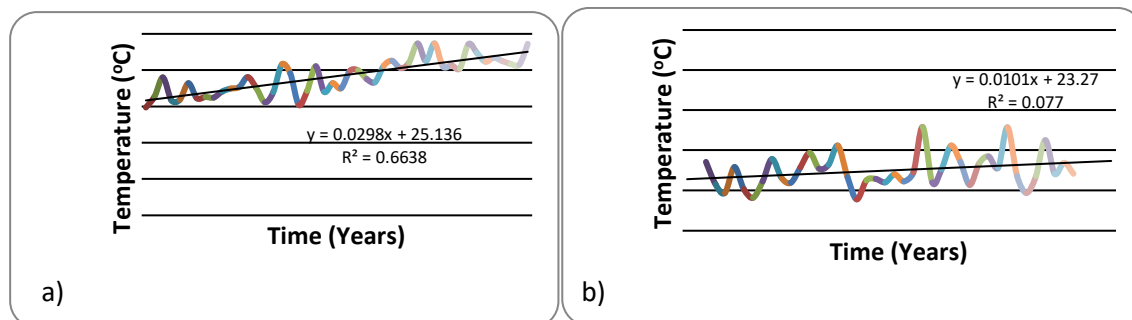 Temperature (ºC)
y = 0.0298x + 25.136
R² = 0.6638
Time (Years)
a)
Temperature (ºC)
y = 0.0101x + 23.27
R² = 0.077
Time (Years)
b)